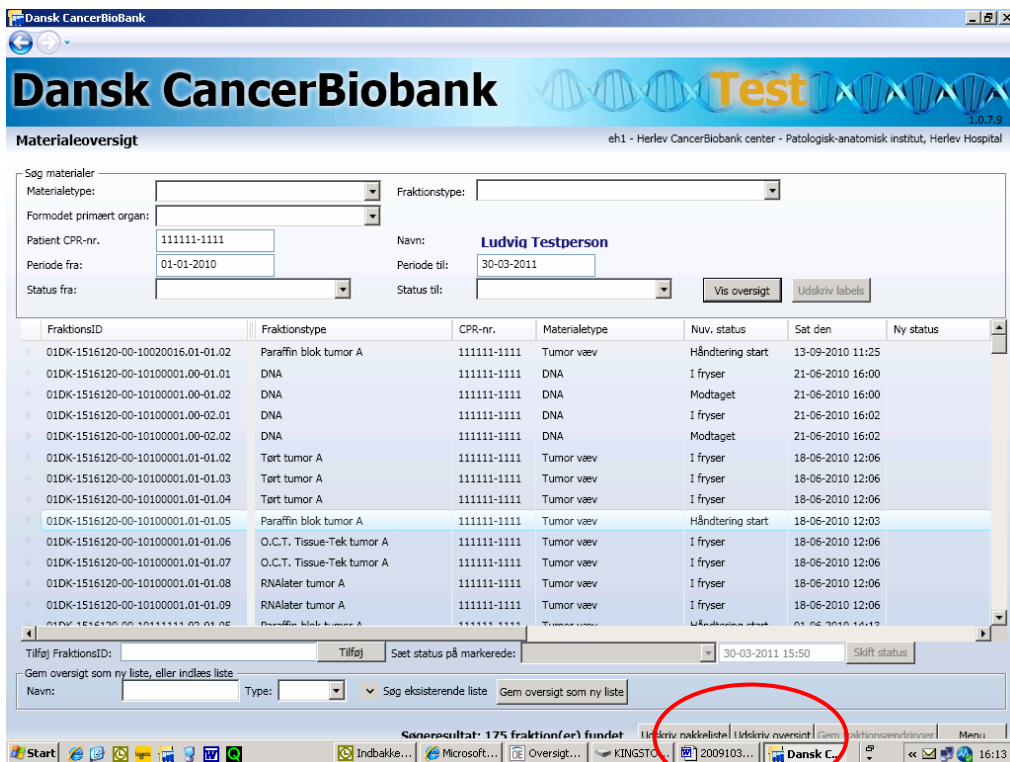 Dansk CancerBioBank
Dansk CancerBiobank Test
1.0.7.9
Materialeoversigt eh1 - Herlev CancerBiobank center - Patologisk-anatomisk institut, Herlev Hospital
Søg materialer
Materialetype: Fraktionstype:
Formodet primært organ:
Patient CPR-nr. 111111-1111 Navn: Ludvig Testperson
Periode fra: 01-01-2010 Periode til: 30-03-2011
Status fra: Status til: Vis oversigt Udskriv labels
FraktionsID Fraktionstype CPR-nr. Materialetype Nuv. status Sat den Ny status
01DK-1516120-00-10020016.01-01.02 Paraffin blok tumor A 111111-1111 Tumor væv Håndtering start 13-09-2010 11:25
01DK-1516120-00-10100001.00-01.01 DNA 111111-1111 DNA I fryser 21-06-2010 16:00
01DK-1516120-00-10100001.00-01.02 DNA 111111-1111 DNA Modtaget 21-06-2010 16:00
01DK-1516120-00-10100001.00-02.01 DNA 111111-1111 DNA I fryser 21-06-2010 16:02
01DK-1516120-00-10100001.00-02.02 DNA 111111-1111 DNA Modtaget 21-06-2010 16:02
01DK-1516120-00-10100001.01-01.02 Tørt tumor A 111111-1111 Tumor væv I fryser 18-06-2010 12:06
01DK-1516120-00-10100001.01-01.03 Tørt tumor A 111111-1111 Tumor væv I fryser 18-06-2010 12:06
01DK-1516120-00-10100001.01-01.04 Tørt tumor A 111111-1111 Tumor væv I fryser 18-06-2010 12:06
01DK-1516120-00-10100001.01-01.05 Paraffin blok tumor A 111111-1111 Tumor væv Håndtering start 18-06-2010 12:03
01DK-1516120-00-10100001.01-01.06 O.C.T. Tissue-Tek tumor A 111111-1111 Tumor væv I fryser 18-06-2010 12:06
01DK-1516120-00-10100001.01-01.07 O.C.T. Tissue-Tek tumor A 111111-1111 Tumor væv I fryser 18-06-2010 12:06
01DK-1516120-00-10100001.01-01.08 RNAlater tumor A 111111-1111 Tumor væv I fryser 18-06-2010 12:06
01DK-1516120-00-10100001.01-01.09 RNAlater tumor A 111111-1111 Tumor væv I fryser 18-06-2010 12:06
Paraffin blok tumor A 111111-1111 Tumor væv Håndtering start
Tilføj FraktionsID: Tilføj Sæt status på markerede: 30-03-2011 15:50 Skift status
Gem oversigt som ny liste, eller indlæs liste
Navn: Type: Søg eksisterende liste Gem oversigt som ny liste
Søgeresultat: 175 fraktion(er) fundet Udskriv pakkeliste Udskriv oversigt Gem fraktionsændringer Menu
Start Indbakke... Microsoft... Oversigt... KINGSTO... 2009103... Dansk C... 16:13